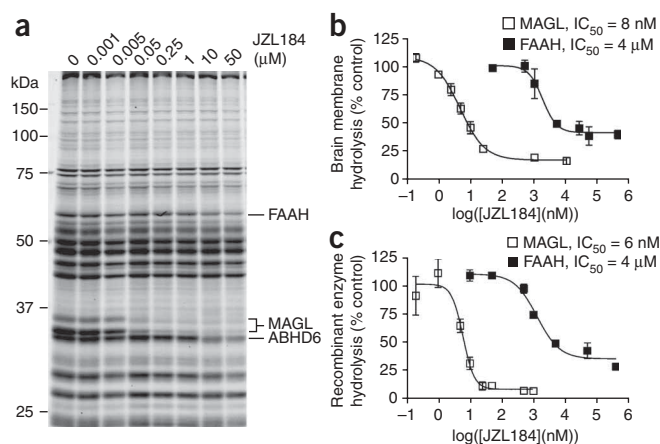 a
0 0.001 0.005 0.05 0.25 1 10 50 JZL184
(μM)
kDa
150
100
75
50
37
25
FAAH
MAGL
ABHD6
b
MAGL, IC50 = 8 nM
FAAH, IC50 = 4 μM
Brain membrane
hydrolysis (% control)
125
100
75
50
25
0
–1 0 1 2 3 4 5 6
log([JZL184](nM))
c
MAGL, IC50 = 6 nM
FAAH, IC50 = 4 μM
Recombinant enzyme
hydrolysis (% control)
125
100
75
50
25
0
–1 0 1 2 3 4 5 6
log([JZL184](nM))